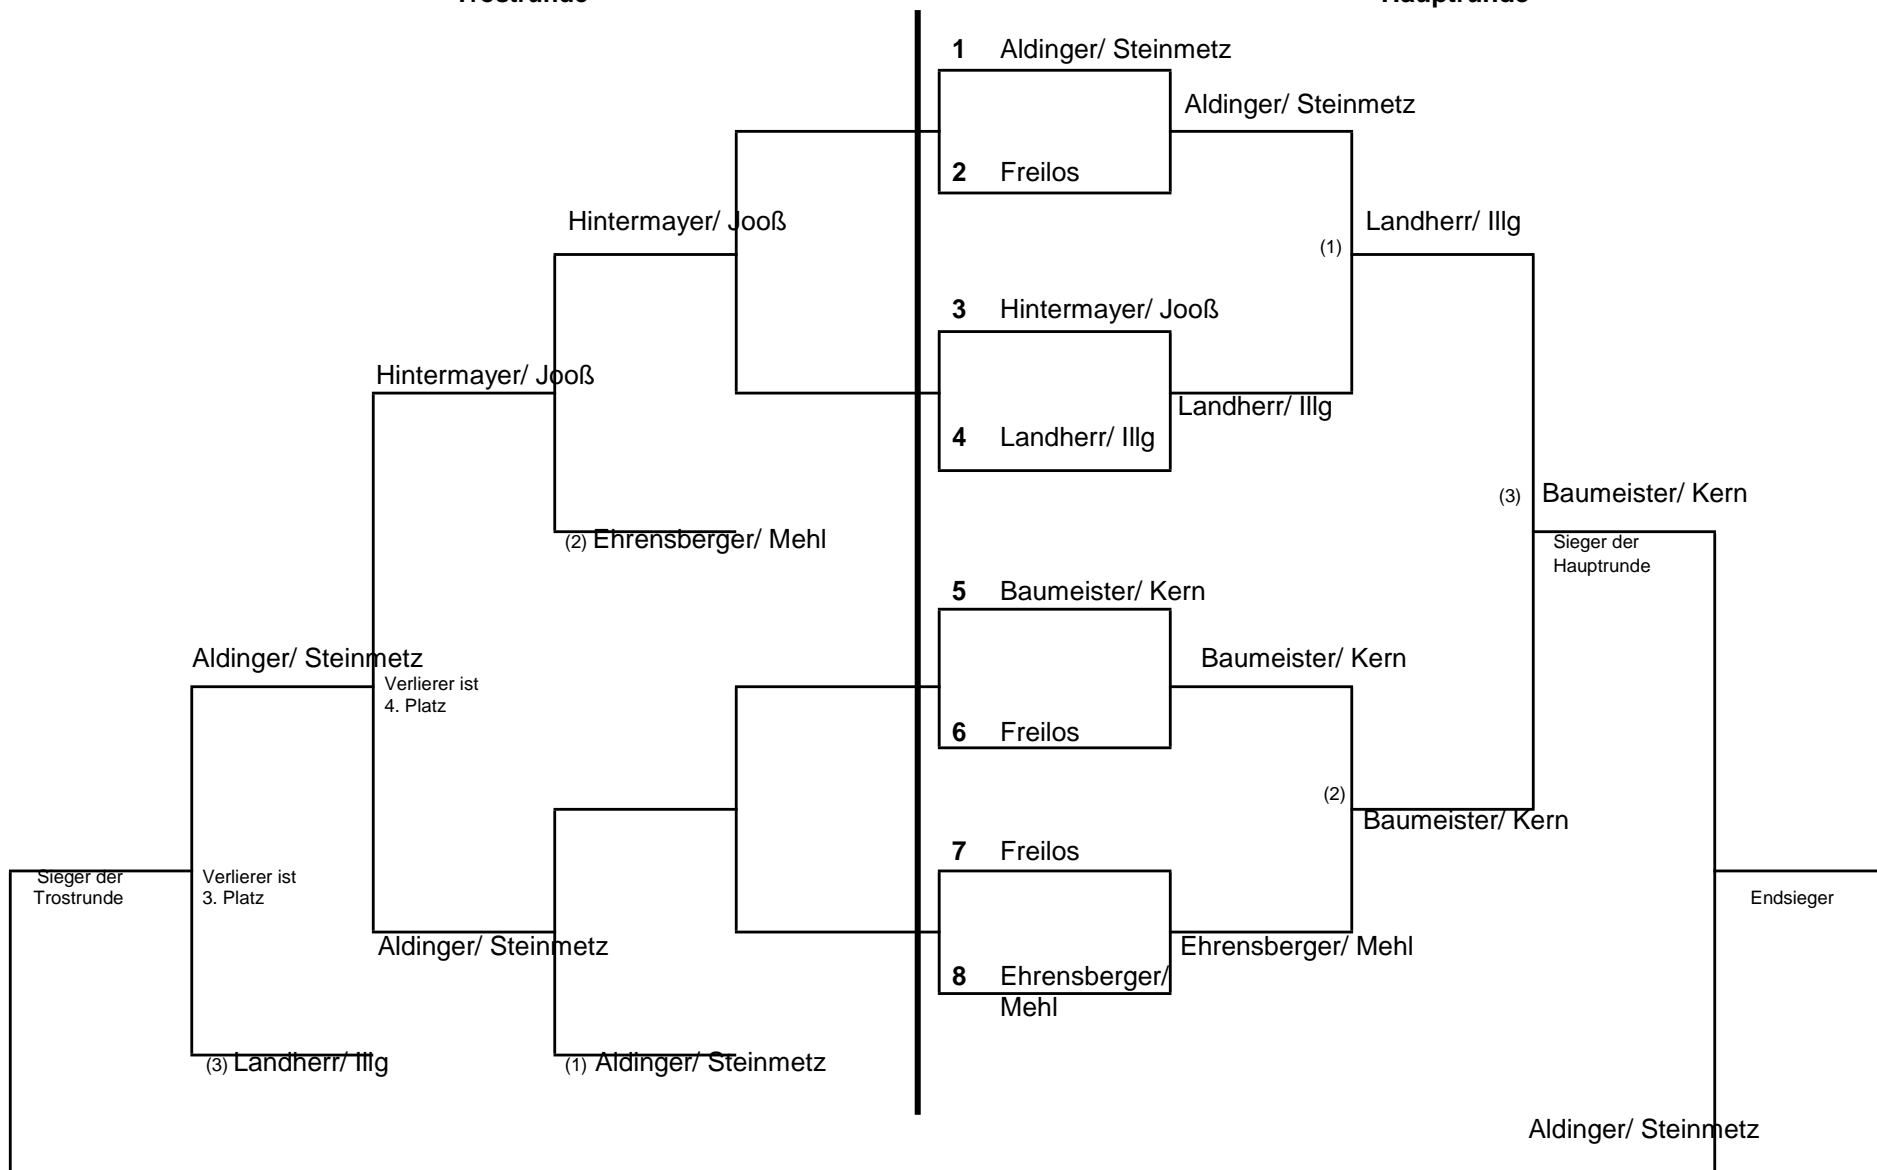 Trostrunde
Hauptrunde
1 Aldinger/ Steinmetz
Aldinger/ Steinmetz
2 Freilos
Hintermayer/ Jooß
Landherr/ Illg
(1)
3 Hintermayer/ Jooß
Hintermayer/ Jooß
Landherr/ Illg
4 Landherr/ Illg
(3) Baumeister/ Kern
(2) Ehrensberger/ Mehl
Sieger der
Hauptrunde
5 Baumeister/ Kern
Aldinger/ Steinmetz
Baumeister/ Kern
Verlierer ist
4. Platz
6 Freilos
(2)
Baumeister/ Kern
7 Freilos
Sieger der
Trostrunde
Verlierer ist
3. Platz
Endsieger
Aldinger/ Steinmetz
Ehrensberger/ Mehl
8 Ehrensberger/
Mehl
(3) Landherr/ Illg
(1) Aldinger/ Steinmetz
Aldinger/ Steinmetz